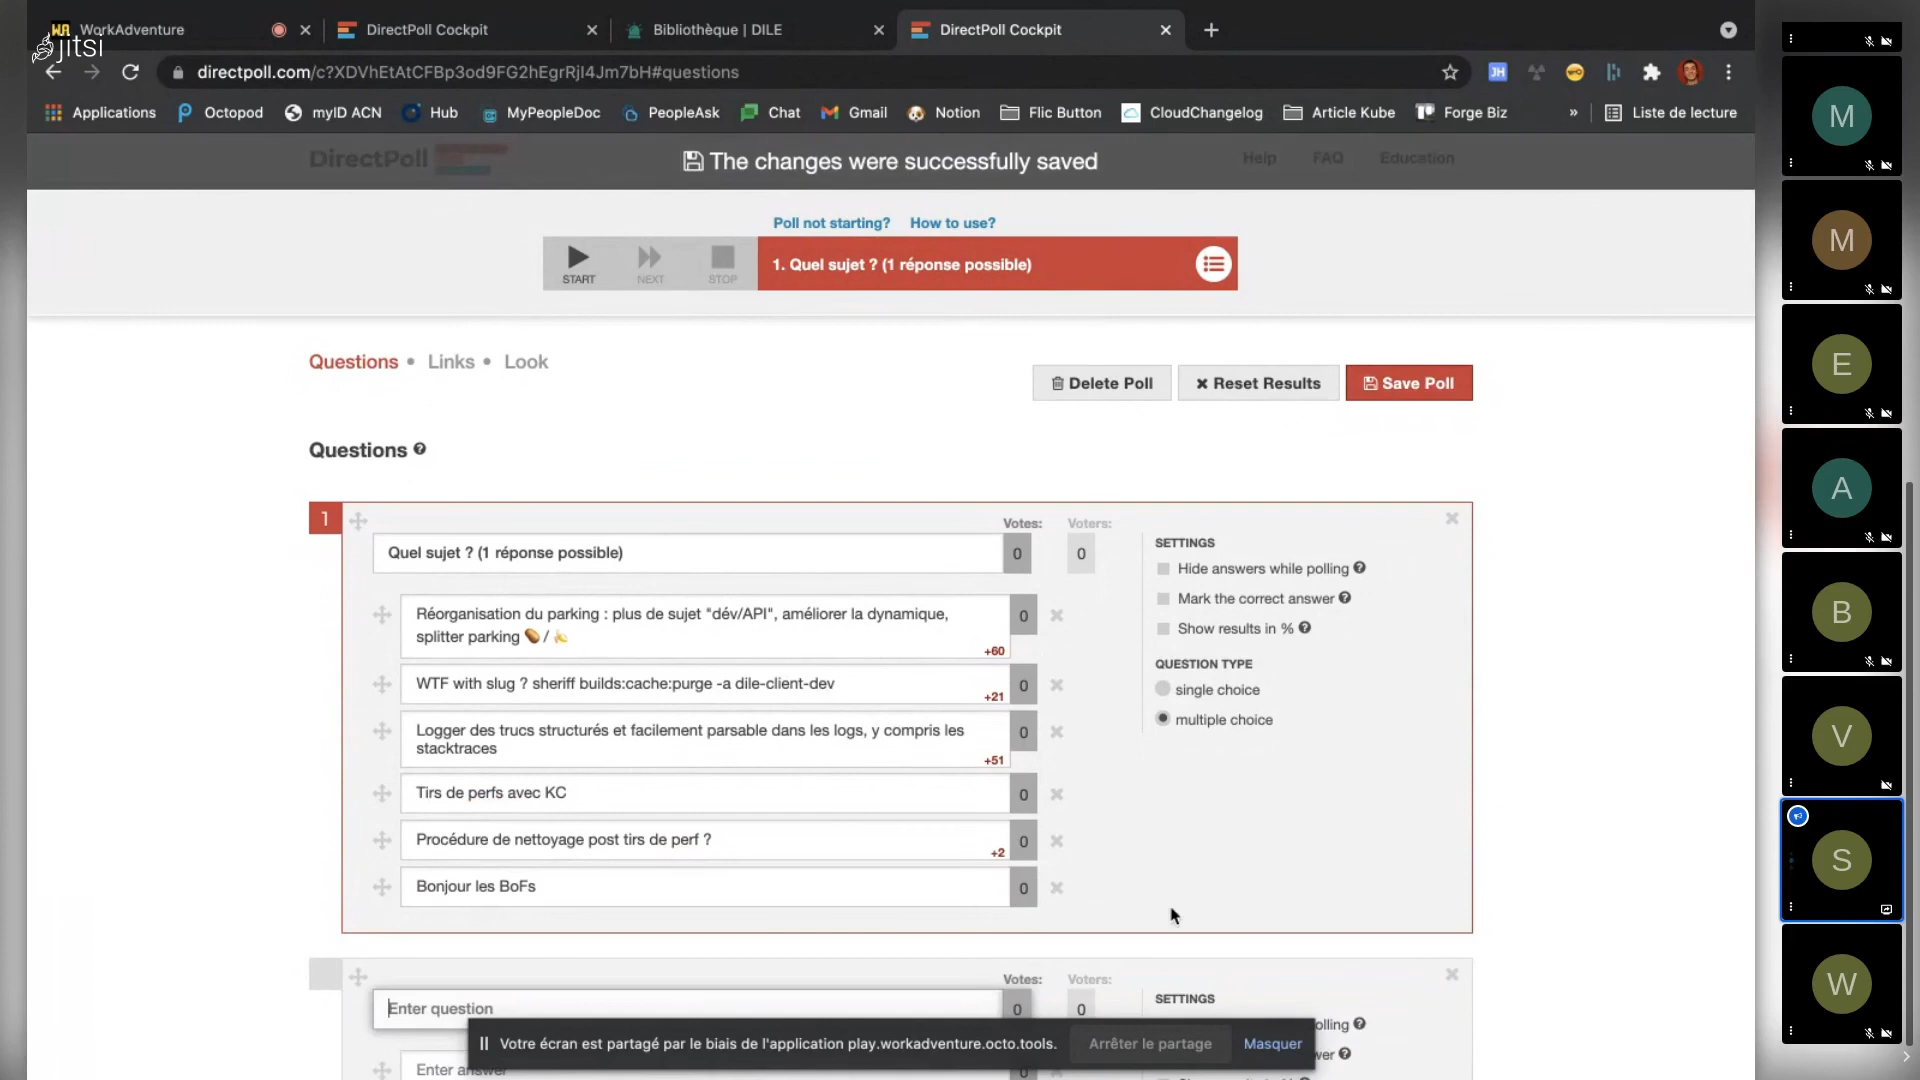 WorkAdventure
DirectPoll Cockpit
Bibliothèque | DILE
DirectPoll Cockpit
jitsi
directpoll.com/c?XDVhEtAtCFBp3od9FG2hEgrRjI4Jm7bH#questions
JH
Applications
Octopod
myID ACN
Hub
MyPeopleDoc
PeopleAsk
Chat
Gmail
Notion
Flic Button
CloudChangelog
Article Kube
Forge Biz
»
Liste de lecture
DirectPoll
The changes were successfully saved
Help
FAQ
Education
Poll not starting?
How to use?
START
NEXT
STOP
1. Quel sujet ? (1 réponse possible)
Questions • Links • Look
Delete Poll
Reset Results
Save Poll
Questions
1
Votes:
Voters:
Quel sujet ? (1 réponse possible)
0
0
Réorganisation du parking : plus de sujet "dév/API", améliorer la dynamique,
splitter parking 🥔 / 🍌
+60
0
WTF with slug ? sheriff builds:cache:purge -a dile-client-dev
+21
0
Logger des trucs structurés et facilement parsable dans les logs, y compris les
stacktraces
+51
0
Tirs de perfs avec KC
0
Procédure de nettoyage post tirs de perf ?
+2
0
Bonjour les BoFs
0
SETTINGS
Hide answers while polling
Mark the correct answer
Show results in %
QUESTION TYPE
single choice
multiple choice
Votes:
Voters:
Enter question
0
0
SETTINGS
olling
wer
Enter answer
0
Votre écran est partagé par le biais de l'application play.workadventure.octo.tools.
Arrêter le partage
Masquer
M
M
E
A
B
V
S
W